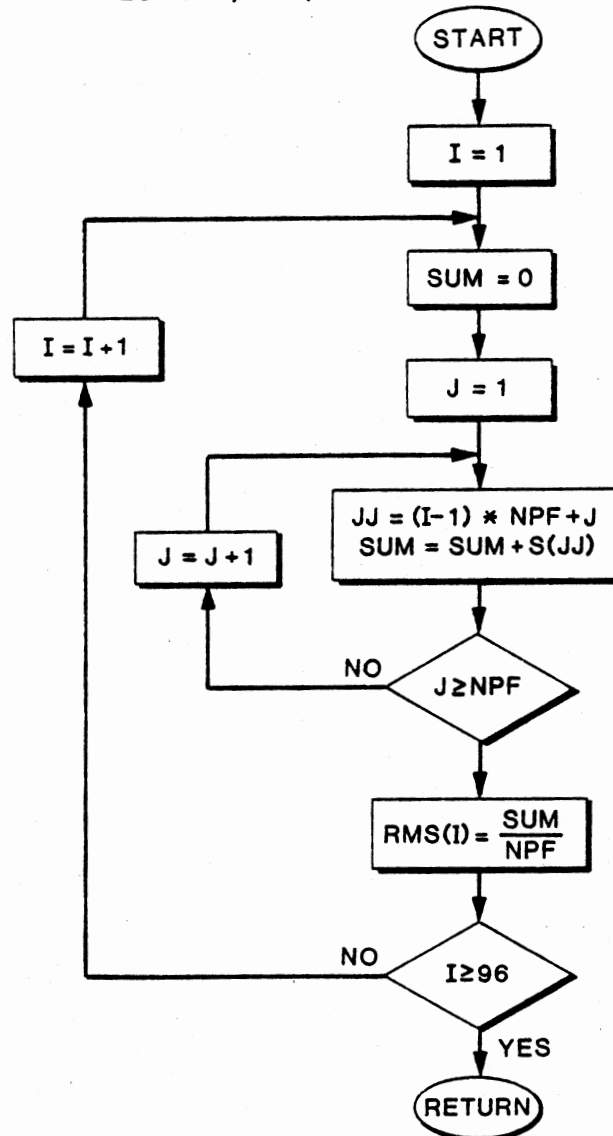 START
I = 1
SUM = 0
I = I+1
J = 1
JJ = (I-1) * NPF+J
SUM = SUM+S(JJ)
J = J+1
NO
J≥NPF
RMS(I) = SUM
NPF
NO
I≥96
YES
RETURN